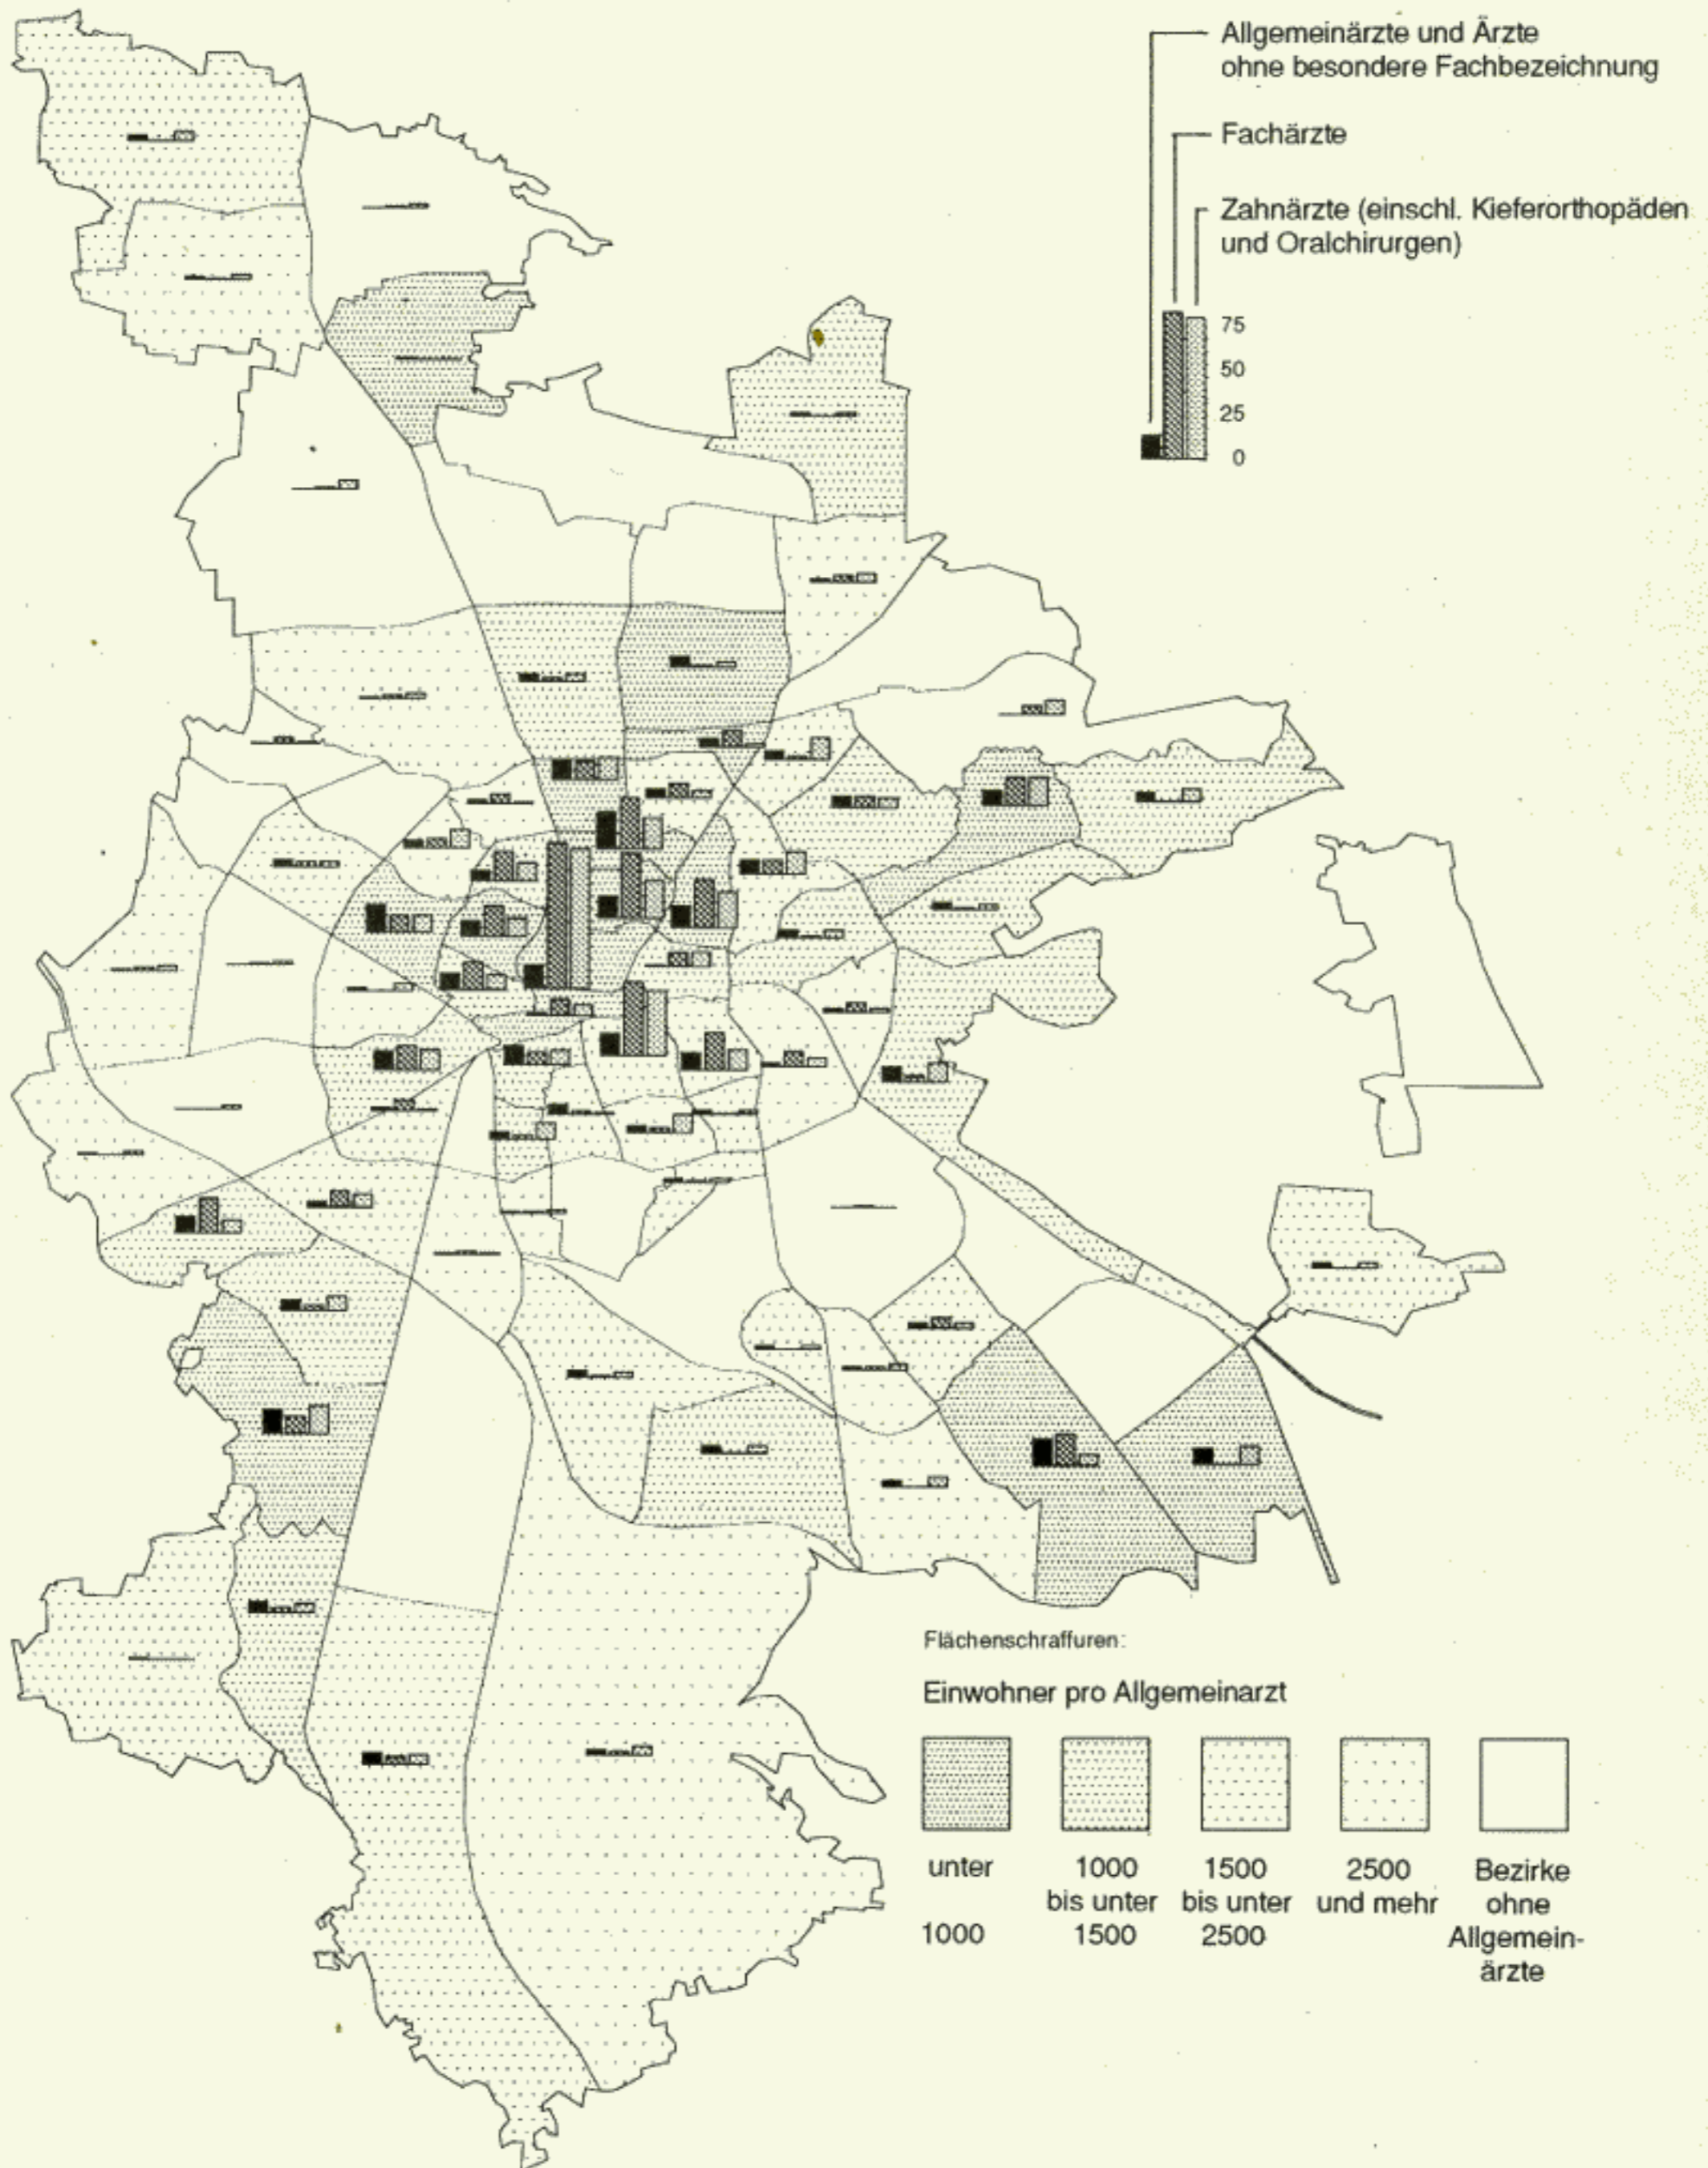 Allgemeinärzte und Ärzte
ohne besondere Fachbezeichnung
Fachärzte
Zahnärzte (einschl. Kieferorthopäden
und Oralchirurgen)
75
50
25
0
Flächenschraffuren:
Einwohner pro Allgemeinarzt
unter
1000
1000
bis unter
1500
1500
bis unter
2500
2500
und mehr
Bezirke
ohne
Allgemein-
ärzte